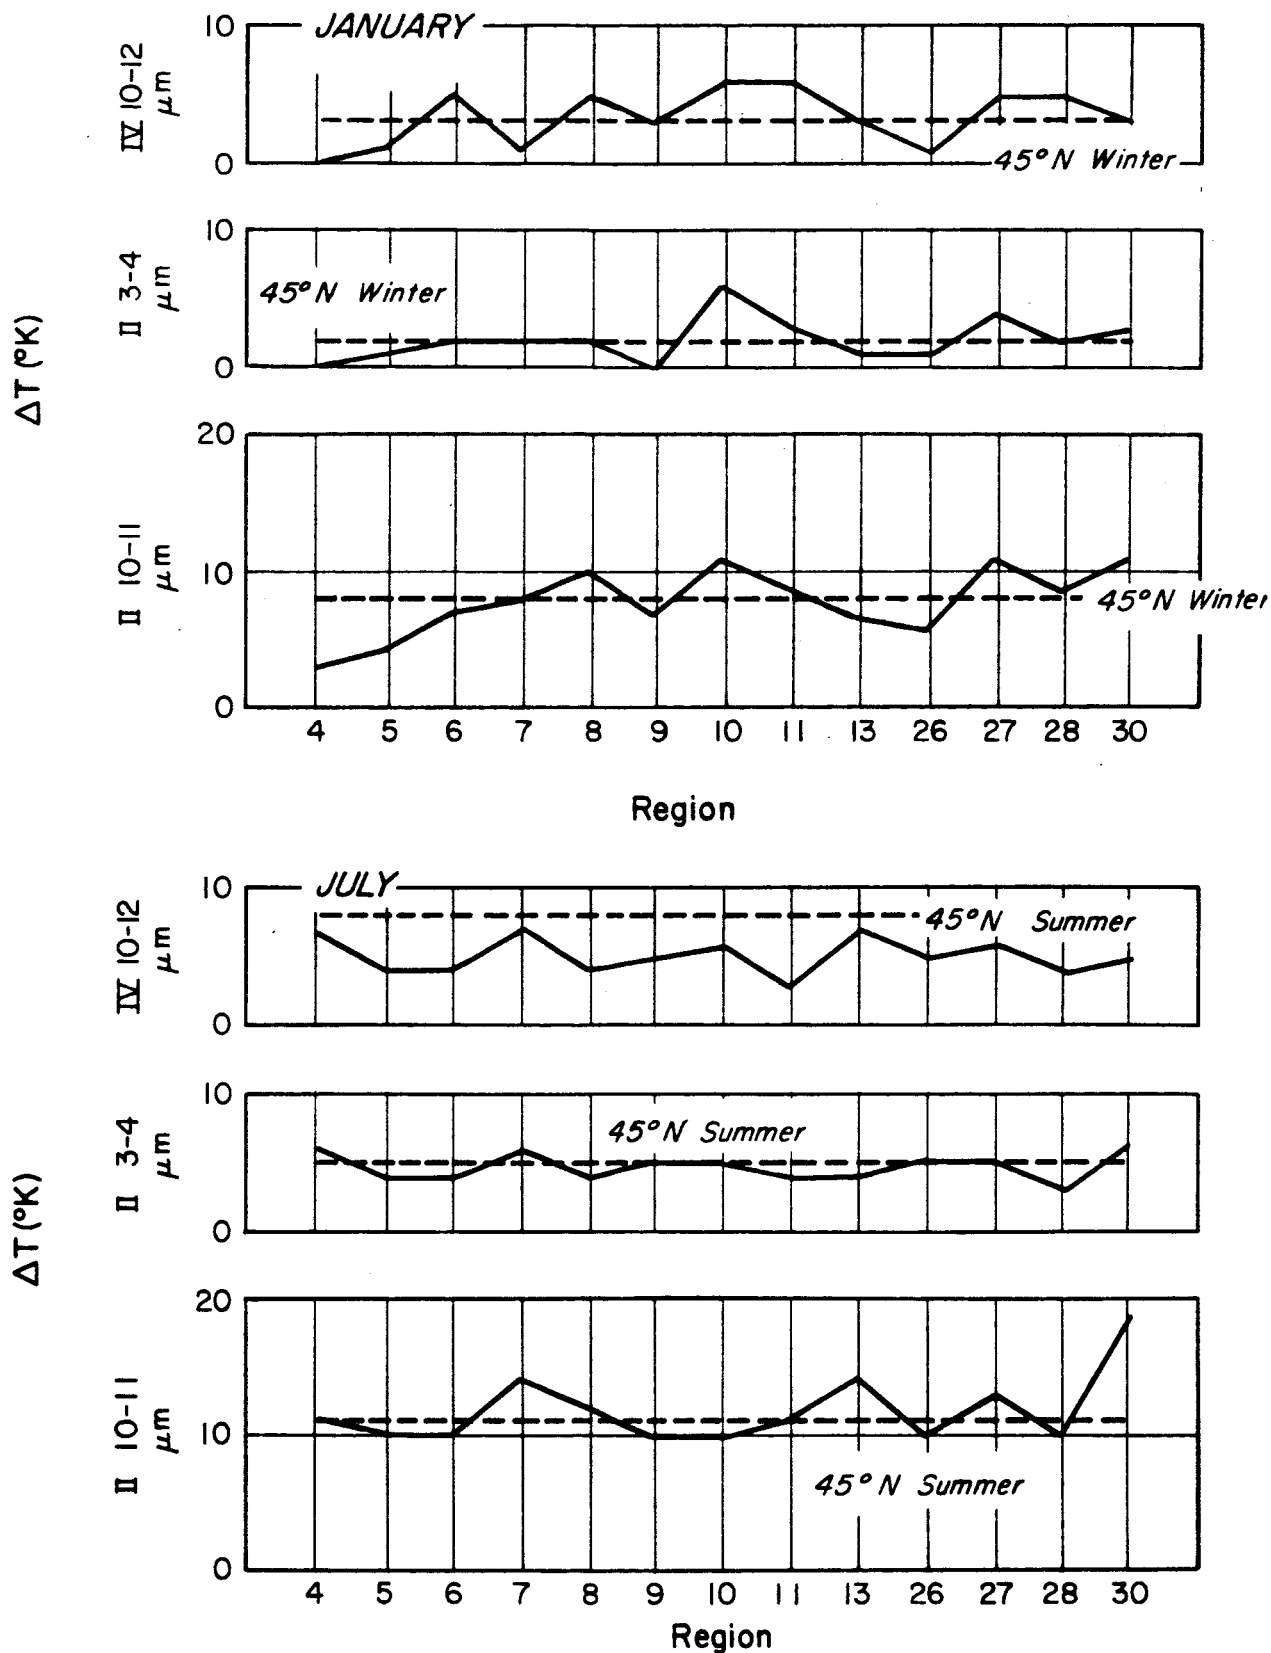 JANUARY
10
IV 10-12
μm
0
45°N Winter
10
II 3-4
μm
45°N Winter
0
ΔT (°K)
20
II 10-11
μm
10
45°N Winter
0
4 5 6 7 8 9 10 11 13 26 27 28 30
Region
JULY
10
IV 10-12
μm
45°N Summer
0
10
II 3-4
μm
45°N Summer
0
ΔT (°K)
20
II 10-11
μm
10
45°N Summer
0
4 5 6 7 8 9 10 11 13 26 27 28 30
Region